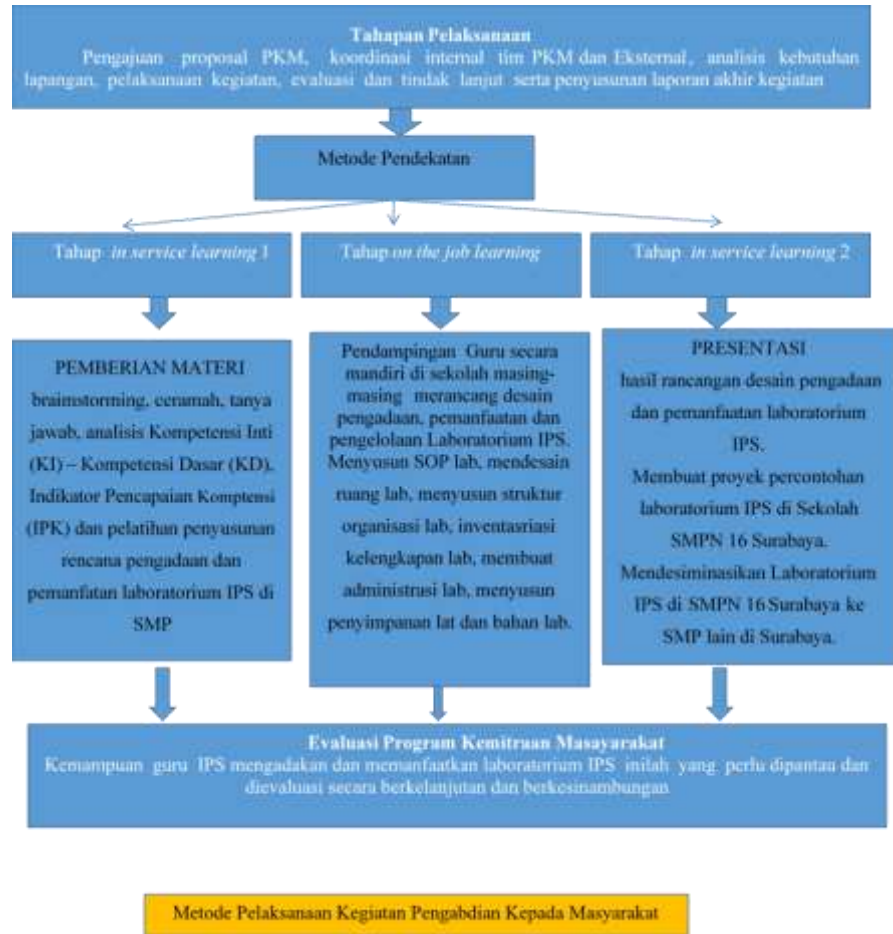 Tahapan Pelaksanaan
Pengajuan proposal PKM, koordinasi internal tim PKM dan Eksternal, analisis kebutuhan
lapangan, pelaksanaan kegiatan, evaluasi dan tindak lanjut serta penyusunan laporan akhir kegiatan
Metode Pendekatan
Tahap in service learning 1
Tahap on the job learning
Tahap in service learning 2
PEMBERIAN MATERI
brainstorming, ceramah, tanya
jawab, analisis Kompetensi Inti
(KI) – Kompetensi Dasar (KD).
Indikator Pencapaian Komptensi
(IPK) dan pelatihan penyusunan
rencana pengadaan dan
pemanfatan laboratorium IPS di
SMP
Pendampingan Guru secara
mandiri di sekolah masing-
masing merancang desain
pengadaan, pemanfaatan dan
pengelolaan Laboratorium IPS.
Menyusun SOP lab, mendesain
ruang lab, menyusun struktur
organisasi lab, inventasriasi
kelengkapan lab, membuat
administrasi lab, menyusun
penyimpanan lat dan bahan lab.
PRESENTASI
hasil rancangan desain pengadaan
dan pemanfaatan laboratorium
IPS.
Membuat proyek percontohan
laboratorium IPS di Sekolah
SMPN 16 Surabaya.
Mendesiminasikan Laboratorium
IPS di SMPN 16 Surabaya ke
SMP lain di Surabaya.
Evaluasi Program Kemitraan Masayarakat
Kemampuan guru IPS mengadakan dan memanfaatkan laboratorium IPS inilah yang perlu dipantau dan
dievaluasi secara berkelanjutan dan berkesinambungan
Metode Pelaksanaan Kegiatan Pengabdian Kepada Masyarakat